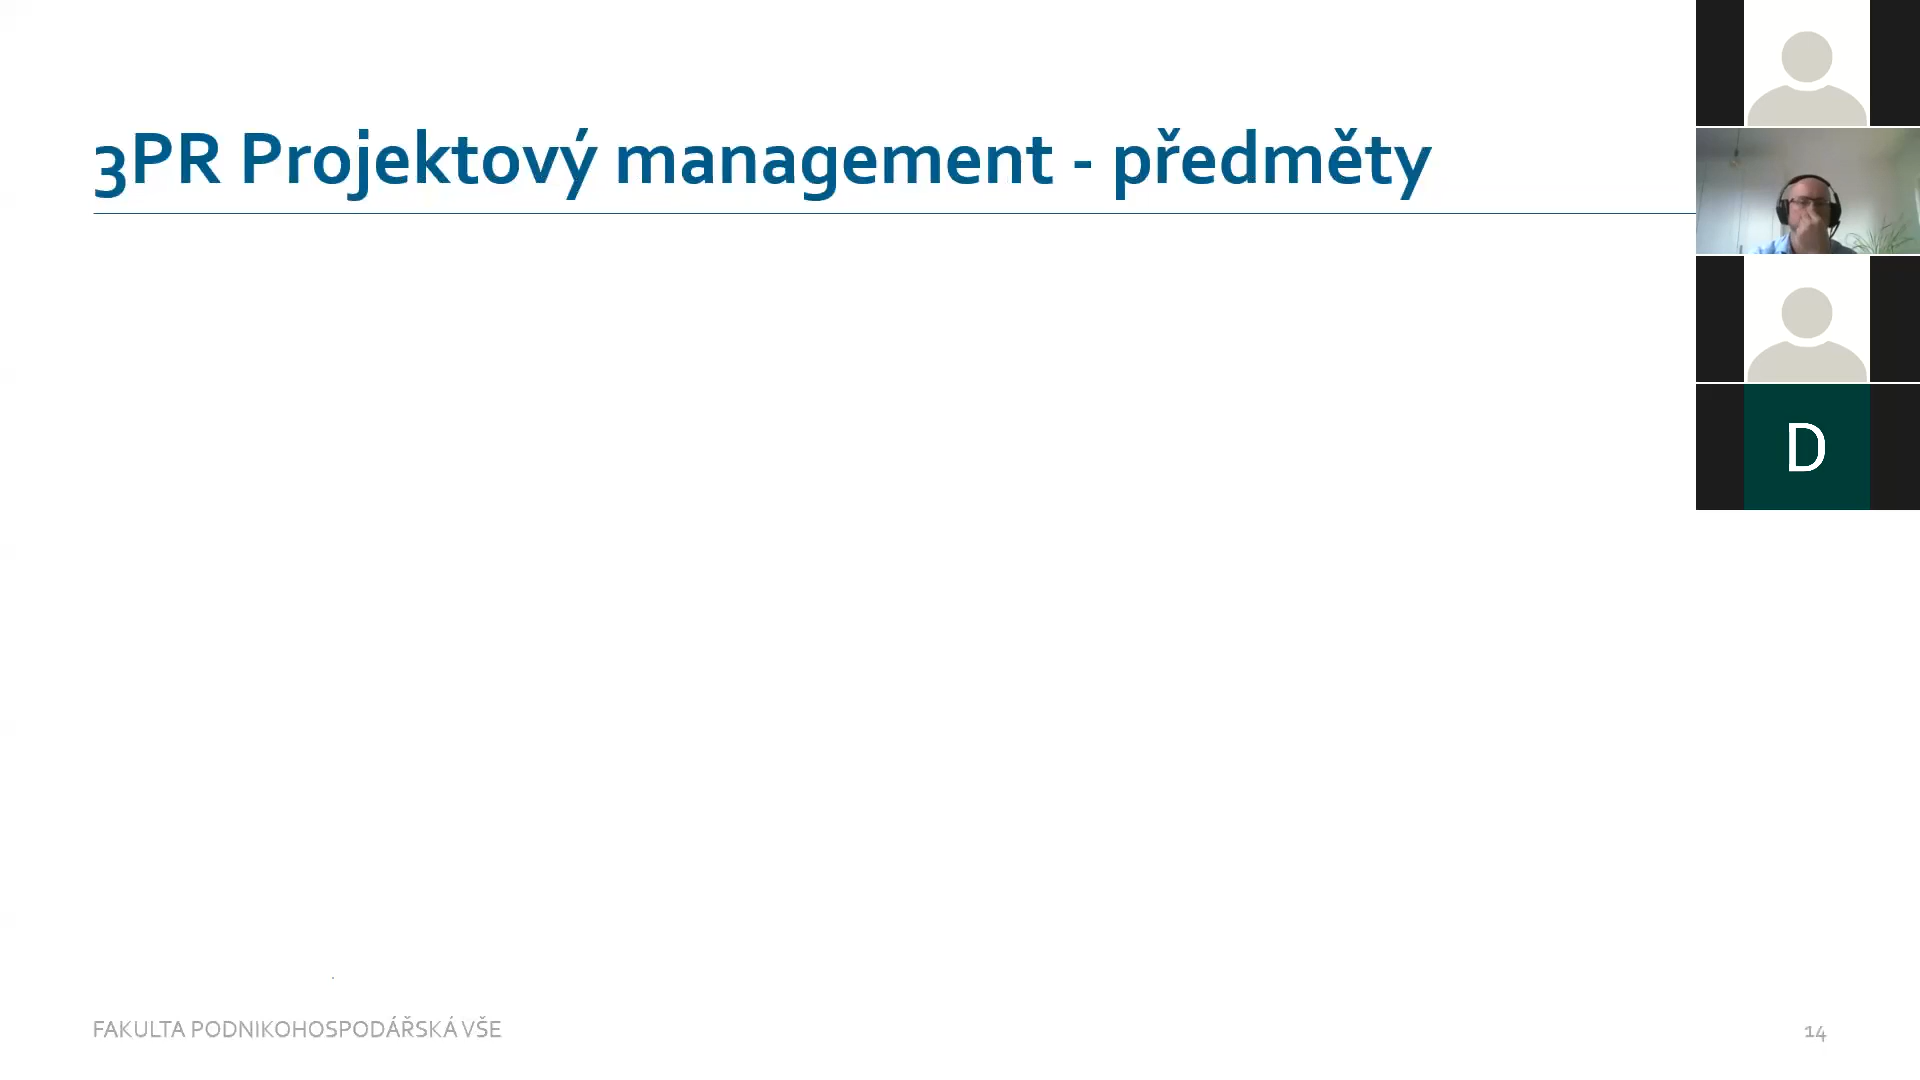 3PR Projektový management - předměty
D
FAKULTA PODNIKOHOSPODÁŘSKÁ VŠE
14